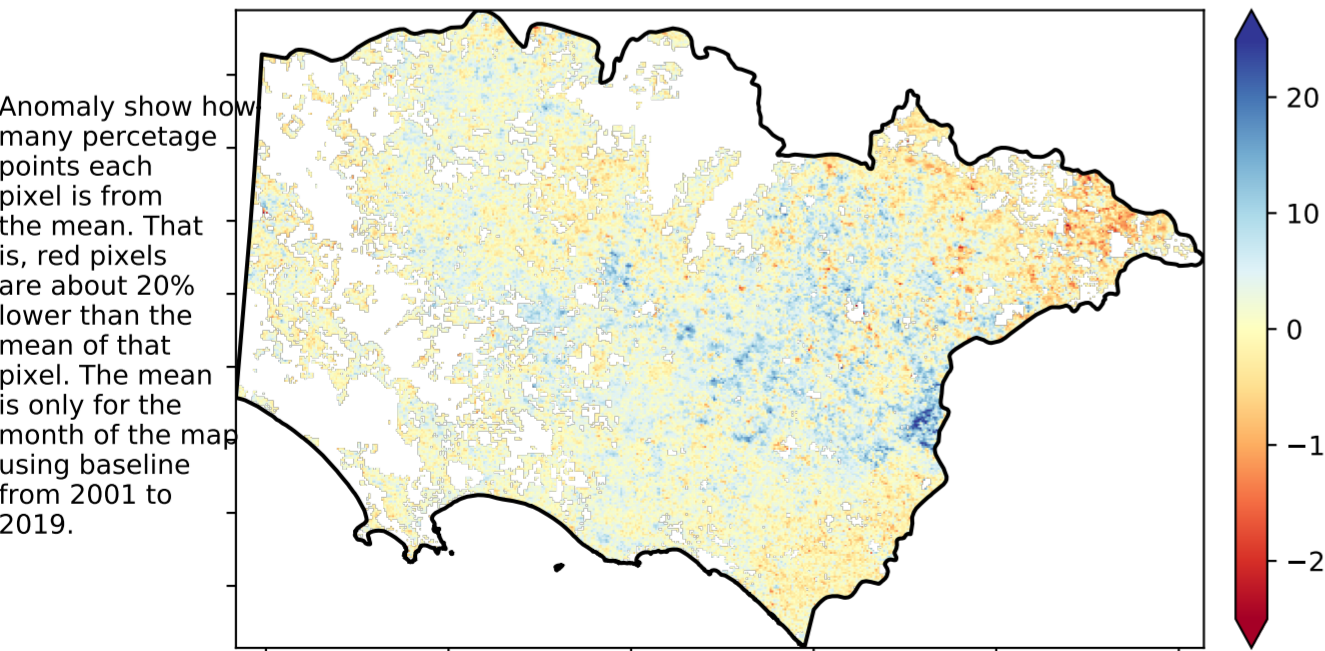 Anomaly show how
many percetage
points each
pixel is from
the mean. That
is, red pixels
are about 20%
lower than the
mean of that
pixel. The mean
is only for the
month of the map
using baseline
from 2001 to
2019.
20
10
0
−1
−2